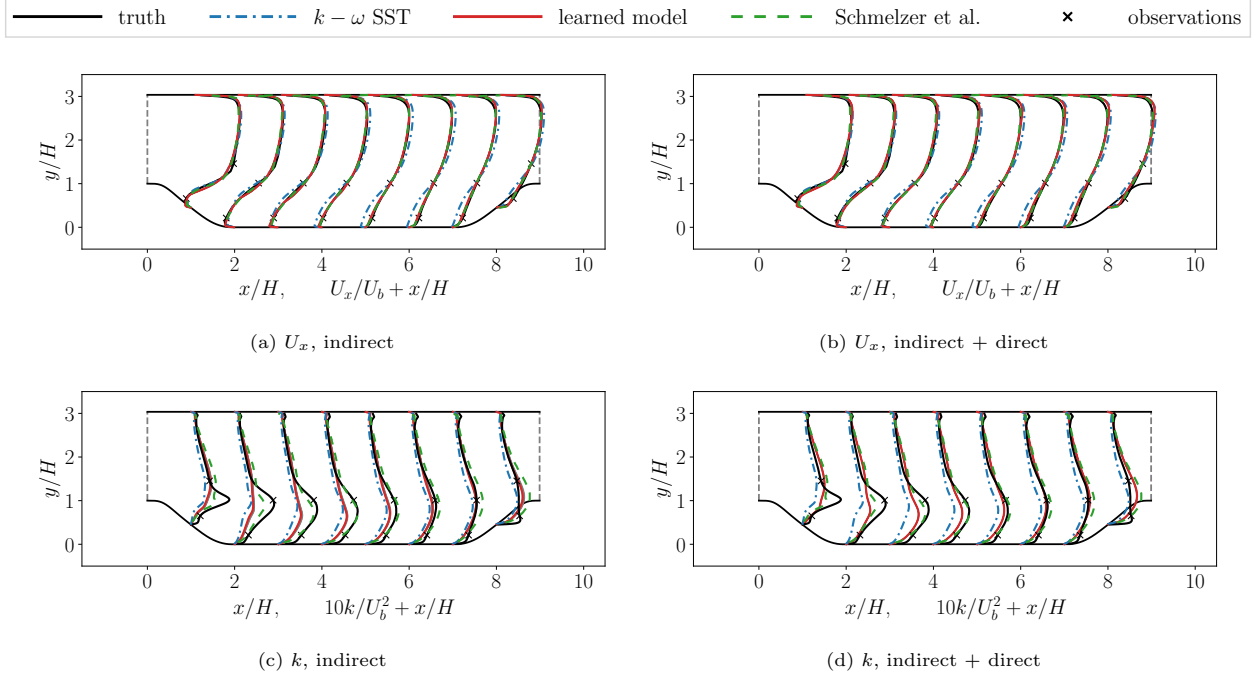 truth k − ω SST learned model Schmelzer et al. observations
3
2
1
0
y/H
0 2 4 6 8 10
x/H, U_x/U_b + x/H
(a) U_x, indirect
3
2
1
0
y/H
0 2 4 6 8 10
x/H, U_x/U_b + x/H
(b) U_x, indirect + direct
3
2
1
0
y/H
0 2 4 6 8 10
x/H, 10k/U_b^2 + x/H
(c) k, indirect
3
2
1
0
y/H
0 2 4 6 8 10
x/H, 10k/U_b^2 + x/H
(d) k, indirect + direct